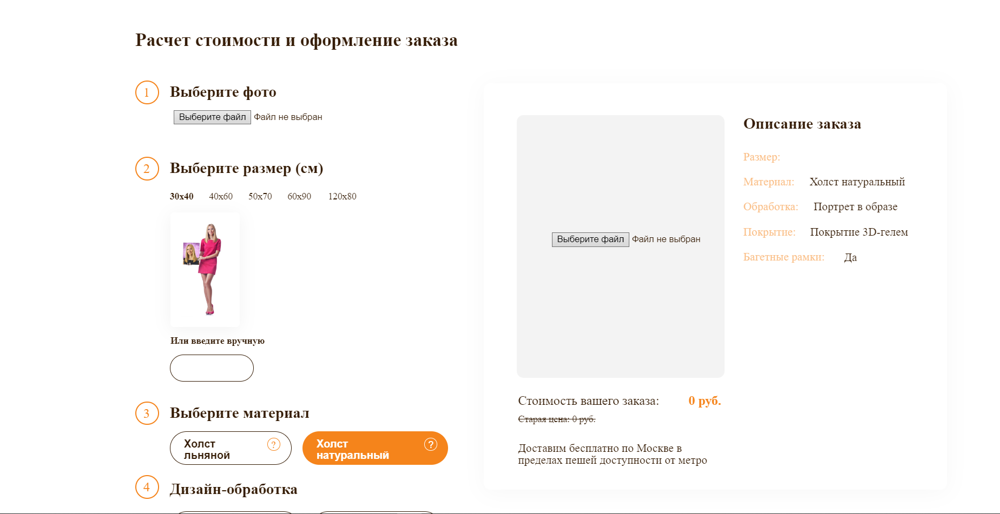 Расчет стоимости и оформление заказа
1
Выберите фото
Выберите файл Файл не выбран
2
Выберите размер (см)
30x40 40x60 50x70 60x90 120x80
Или введите вручную
3
Выберите материал
Холст
льняной
?
Холст
натуральный
?
4
Дизайн-обработка
Выберите файл Файл не выбран
Описание заказа
Размер:
Материал: Холст натуральный
Обработка: Портрет в образе
Покрытие: Покрытие 3D-гелем
Багетные рамки: Да
Стоимость вашего заказа: 0 руб.
Старая цена: 0 руб.
Доставим бесплатно по Москве в
пределах пешей доступности от метро